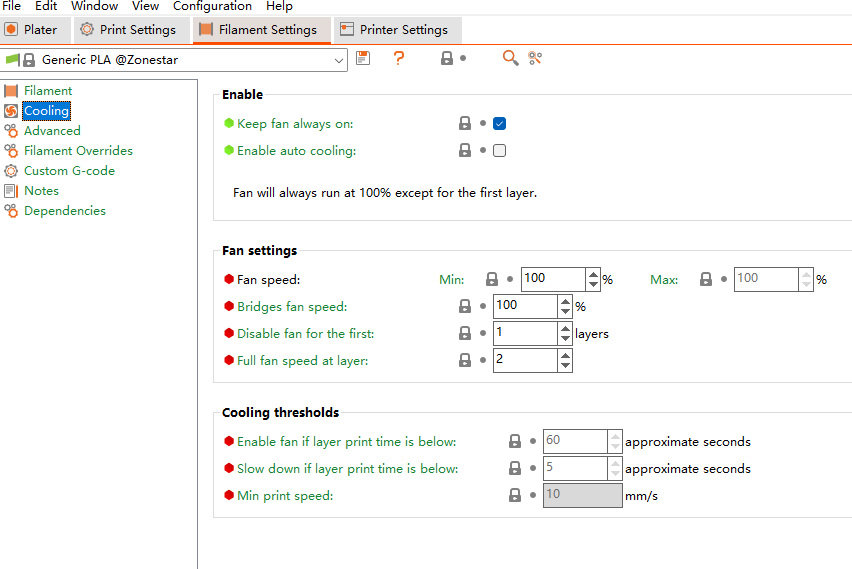 File Edit Window View Configuration Help
Plater Print Settings Filament Settings Printer Settings
Generic PLA @Zonestar
Filament
Cooling
Advanced
Filament Overrides
Custom G-code
Notes
Dependencies
Enable
Keep fan always on:
Enable auto cooling:
Fan will always run at 100% except for the first layer.
Fan settings
Fan speed: Min: 100 % Max: 100 %
Bridges fan speed: 100 %
Disable fan for the first: 1 layers
Full fan speed at layer: 2
Cooling thresholds
Enable fan if layer print time is below: 60 approximate seconds
Slow down if layer print time is below: 5 approximate seconds
Min print speed: 10 mm/s